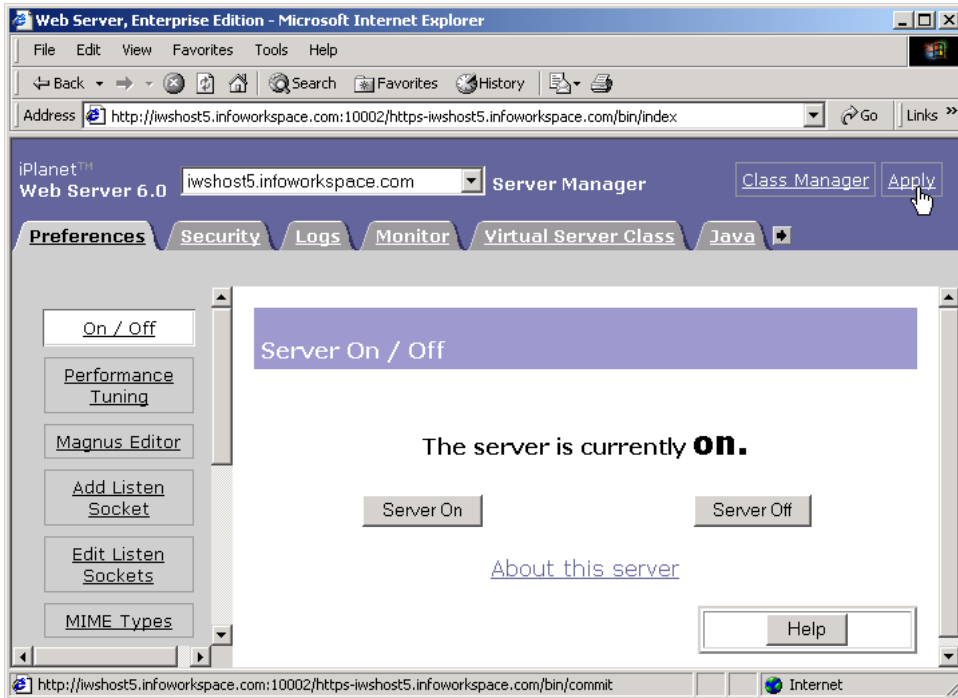 Web Server, Enterprise Edition - Microsoft Internet Explorer
File Edit View Favorites Tools Help
Back Search Favorites History
Address http://iwshost5.infoworkspace.com:10002/https-iwshost5.infoworkspace.com/bin/index Go Links »
iPlanet™
Web Server 6.0 iwshost5.infoworkspace.com Server Manager Class Manager Apply
Preferences Security Logs Monitor Virtual Server Class Java
On / Off
Performance
Tuning
Magnus Editor
Add Listen
Socket
Edit Listen
Sockets
MIME Types
Server On / Off
The server is currently on.
Server On Server Off
About this server
Help
http://iwshost5.infoworkspace.com:10002/https-iwshost5.infoworkspace.com/bin/commit Internet